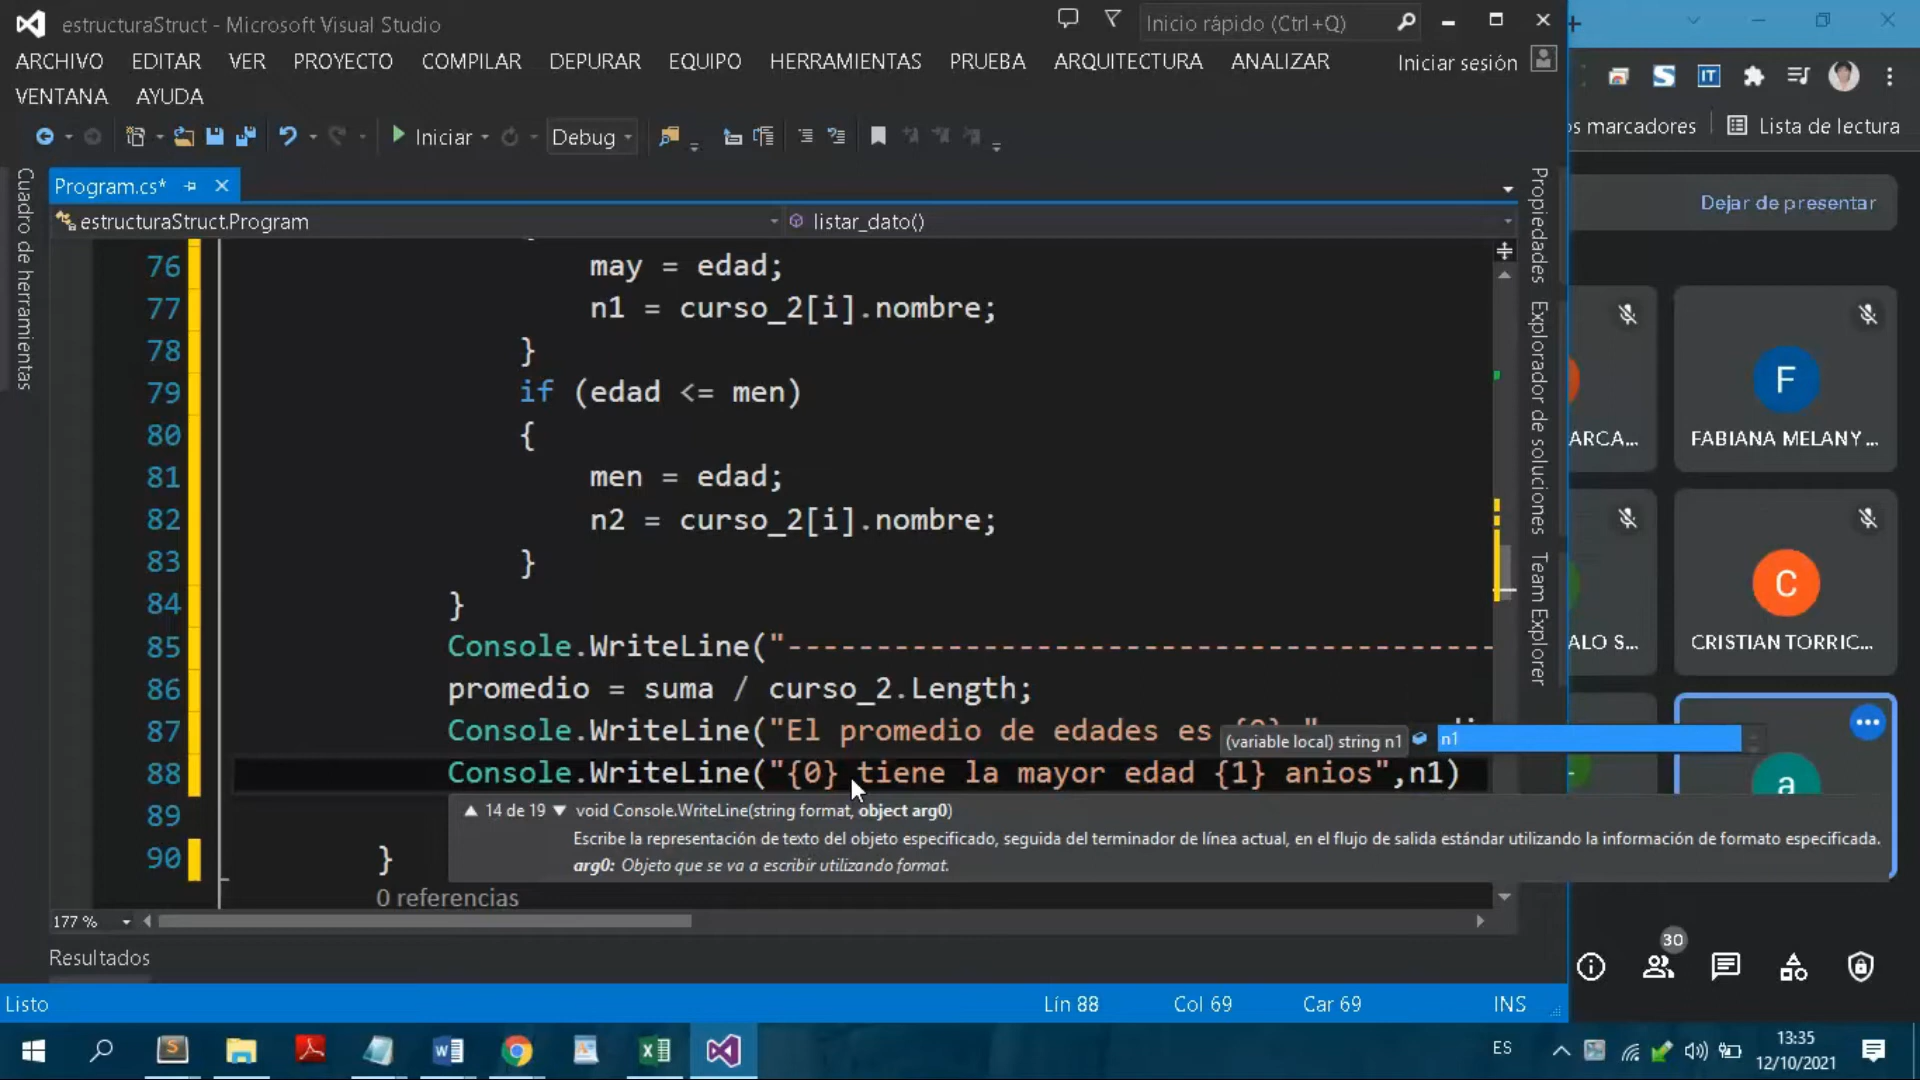 estructuraStruct - Microsoft Visual Studio
Inicio rápido (Ctrl+Q)
ARCHIVO EDITAR VER PROYECTO COMPILAR DEPURAR EQUIPO HERRAMIENTAS PRUEBA ARQUITECTURA ANALIZAR Iniciar sesión
VENTANA AYUDA
Iniciar Debug
s marcadores Lista de lectura
Program.cs*
Dejar de presentar
estructuraStruct.Program listar_dato()
Cuadro de herramientas
Propiedades Explorador de soluciones Team Explorer
76 may = edad;
77 n1 = curso_2[i].nombre;
78 }
79 if (edad <= men)
80 {
81 men = edad;
82 n2 = curso_2[i].nombre;
83 }
84 }
85 Console.WriteLine("----------------------------------------
86 promedio = suma / curso_2.Length;
87 Console.WriteLine("El promedio de edades es
(variable local) string n1 n1
88 Console.WriteLine("{0} tiene la mayor edad {1} anios",n1)
89
▲ 14 de 19 ▼ void Console.WriteLine(string format, object arg0)
Escribe la representación de texto del objeto especificado, seguida del terminador de línea actual, en el flujo de salida estándar utilizando la información de formato especificada.
arg0: Objeto que se va a escribir utilizando format.
90 }
0 referencias
177 %
Resultados
Listo Lín 88 Col 69 Car 69 INS
ARCA...
F
FABIANA MELANY ...
ALO S...
C
CRISTIAN TORRIC...
a
30
ES
13:35
12/10/2021